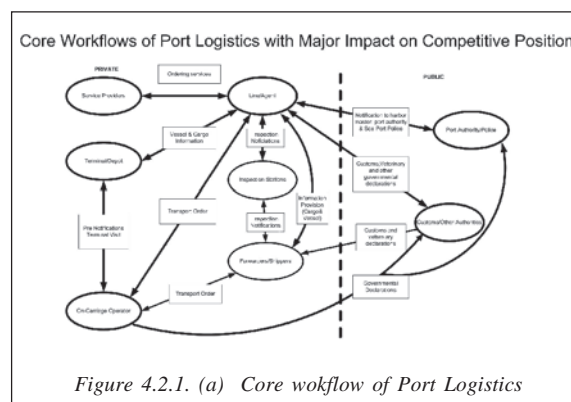 Core Workflows of Port Logistics with Major Impact on Competitive Position
PRIVATE
PUBLIC
Ordering services
Service Providers
Line/Agent
Notification to harbor
master, port authority
& Sea Port Police
Port Authority/Police
Vessel & Cargo
Information
Inspection
Notifications
Terminal/Depot
Customs/Veterinary
and other
governmental
declarations
Inspection Stations
Transport Order
Information
Provision
Customs/Other Authorities
Pre Notifications
Terminal Visit
Inspection
Notifications
Customs and
veterinary
declarations
Forwarders/Shippers
Transport Order
Governmental
Declarations
On-Carriage Operator
Figure 4.2.1. (a) Core wokflow of Port Logistics